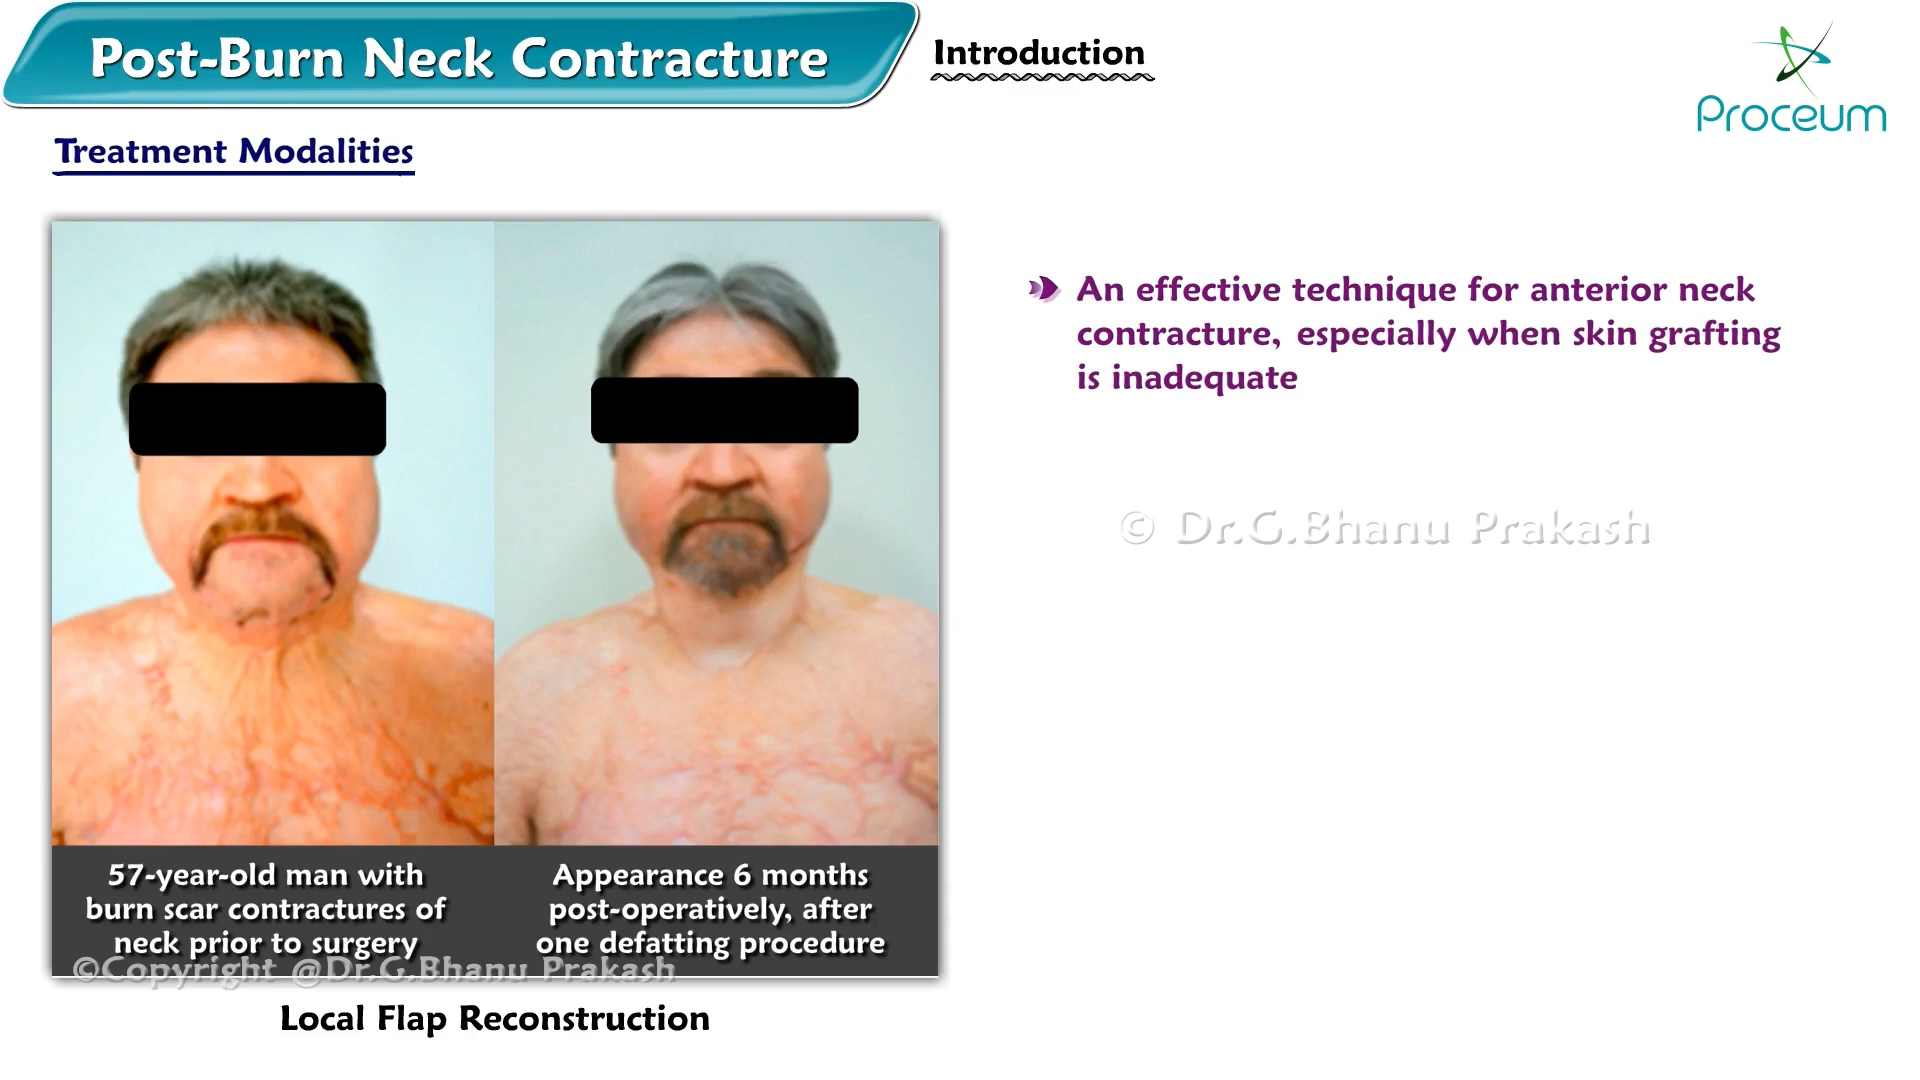 Post-Burn Neck Contracture
Introduction
Proceum
Treatment Modalities
An effective technique for anterior neck
contracture, especially when skin grafting
is inadequate
© Dr.G.Bhanu Prakash
57-year-old man with
burn scar contractures of
neck prior to surgery
Appearance 6 months
post-operatively, after
one defatting procedure
©Copyright @Dr.G.Bhanu Prakash
Local Flap Reconstruction